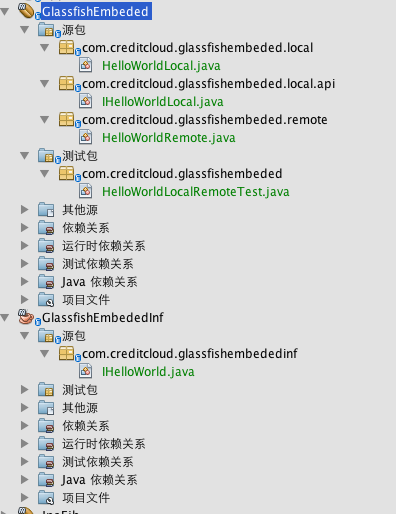 GlassfishEmbeded
源包
com.creditcloud.glassfishembeded.local
HelloWorldLocal.java
com.creditcloud.glassfishembeded.local.api
IHelloWorldLocal.java
com.creditcloud.glassfishembeded.remote
HelloWorldRemote.java
测试包
com.creditcloud.glassfishembeded
HelloWorldLocalRemoteTest.java
其他源
依赖关系
运行时依赖关系
测试依赖关系
Java 依赖关系
项目文件
GlassfishEmbededInf
源包
com.creditcloud.glassfishembededinf
IHelloWorld.java
测试包
其他源
依赖关系
运行时依赖关系
测试依赖关系
Java 依赖关系
项目文件